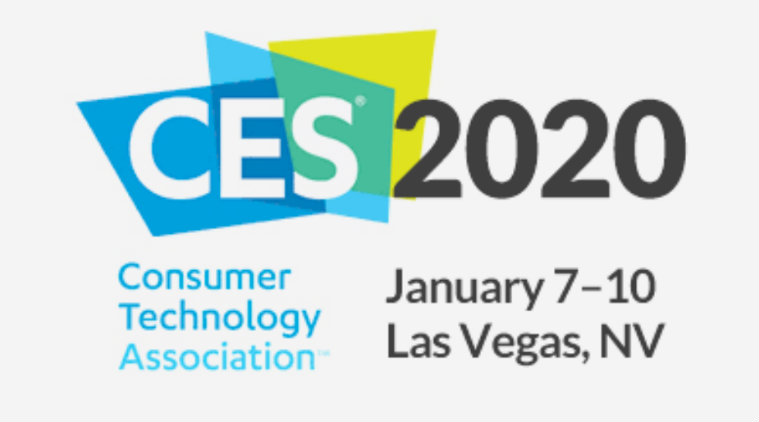 CES® 2020
Consumer
Technology
Association™
January 7–10
Las Vegas, NV